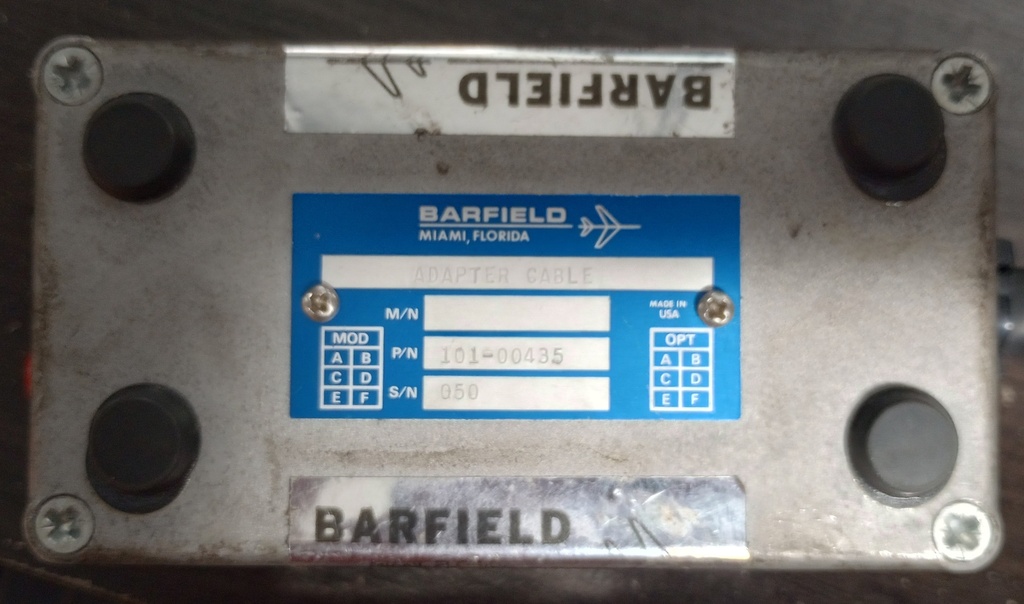 BARFIELD
BARFIELD
MIAMI, FLORIDA
ADAPTER CABLE
M/N
MADE IN
USA
MOD
A B
C D
E F
P/N 101-00435
S/N 050
OPT
A B
C D
E F
BARFIELD